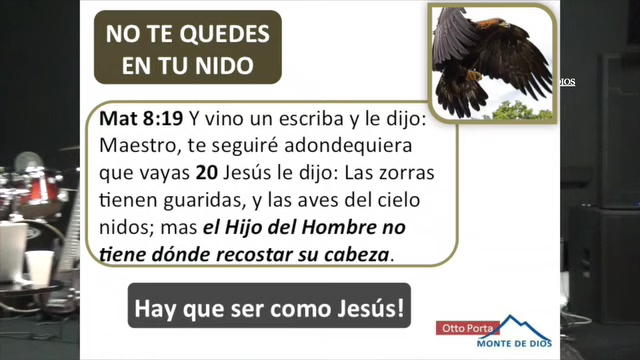 NO TE QUEDES
EN TU NIDO
Mat 8:19 Y vino un escriba y le dijo:
Maestro, te seguiré adondequiera
que vayas 20 Jesús le dijo: Las zorras
tienen guaridas, y las aves del cielo
nidos; mas el Hijo del Hombre no
tiene dónde recostar su cabeza.
Hay que ser como Jesús!
Otto Porta
MONTE DE DIOS
IOS